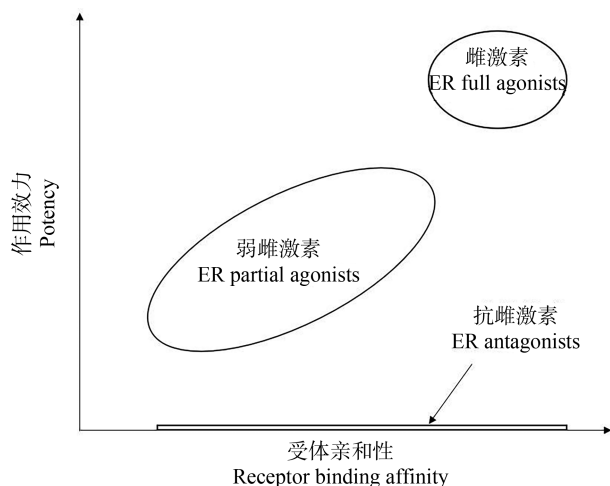 雌激素
ER full agonists
作用效力
Potency
弱雌激素
ER partial agonists
抗雌激素
ER antagonists
受体亲和性
Receptor binding affinity